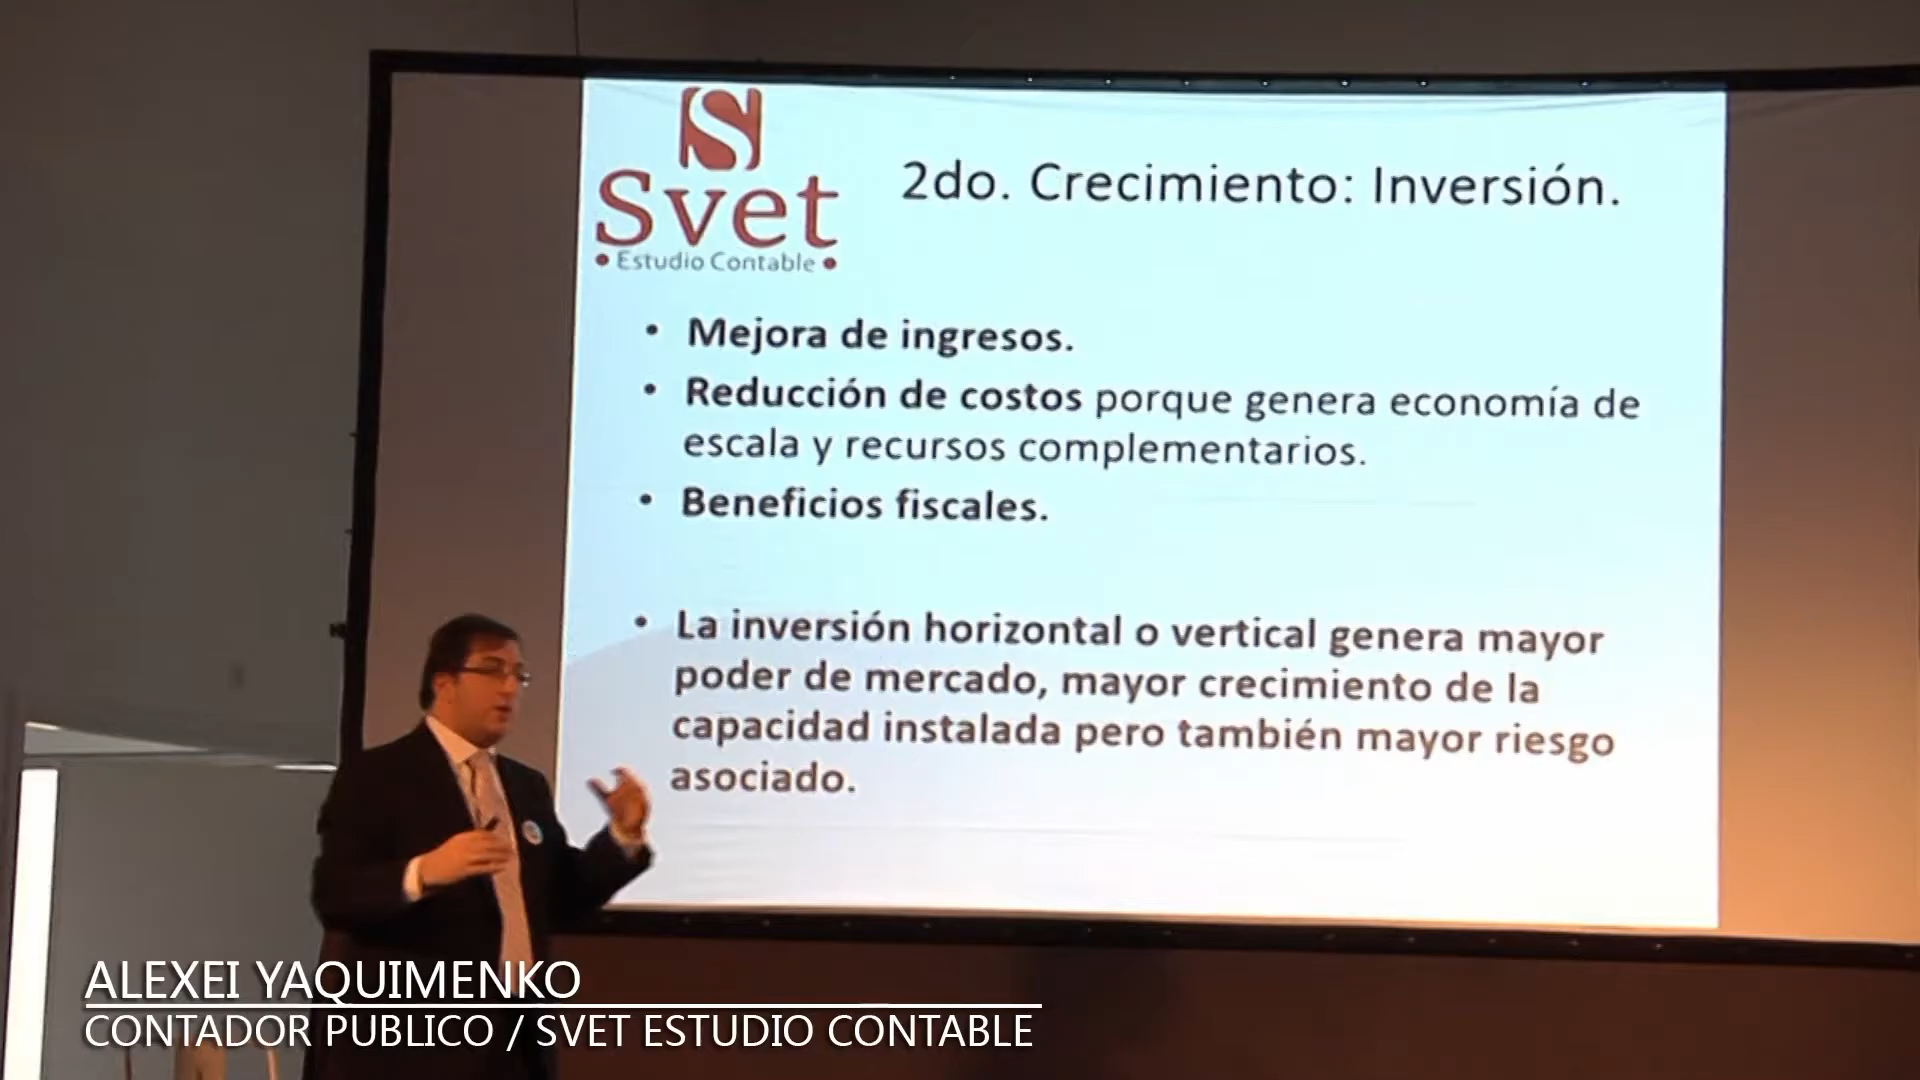 S
Svet
• Estudio Contable •
2do. Crecimiento: Inversión.
• Mejora de ingresos.
• Reducción de costos porque genera economía de
escala y recursos complementarios.
• Beneficios fiscales.
• La inversión horizontal o vertical genera mayor
poder de mercado, mayor crecimiento de la
capacidad instalada pero también mayor riesgo
asociado.
ALEXEI YAQUIMENKO
CONTADOR PUBLICO / SVET ESTUDIO CONTABLE